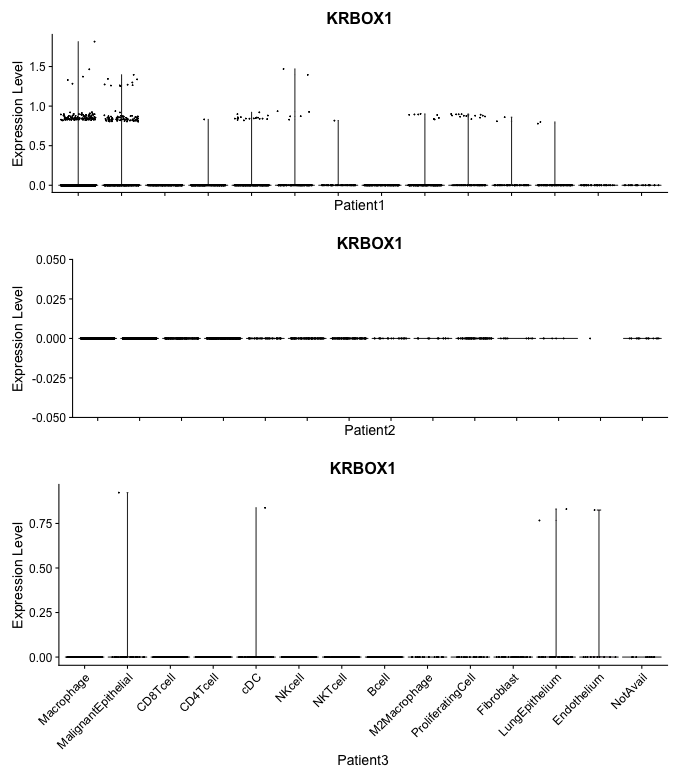 KRBOX1
Expression Level
1.5
1.0
0.5
0.0
Patient1
KRBOX1
Expression Level
0.050
0.025
0.000
-0.025
-0.050
Patient2
KRBOX1
Expression Level
0.75
0.50
0.25
0.00
Macrophage
MalignantEpithelial
CD8Tcell
CD4Tcell
cDC
NKcell
NKTcell
Bcell
M2Macrophage
ProliferatingCell
Fibroblast
LungEpithelium
Endothelium
NotAvail
Patient3